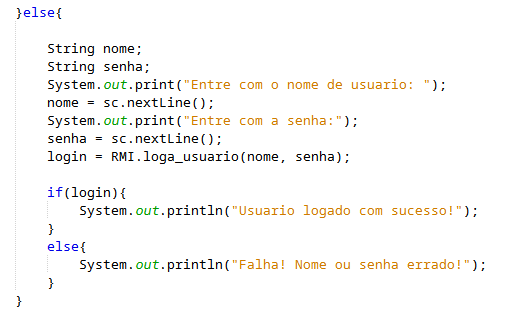 }else{
String nome;
String senha;
System.out.print("Entre com o nome de usuario: ");
nome = sc.nextLine();
System.out.print("Entre com a senha:");
senha = sc.nextLine();
login = RMI.loga_usuario(nome, senha);
if(login){
System.out.println("Usuario logado com sucesso!");
}
else{
System.out.println("Falha! Nome ou senha errado!");
}
}